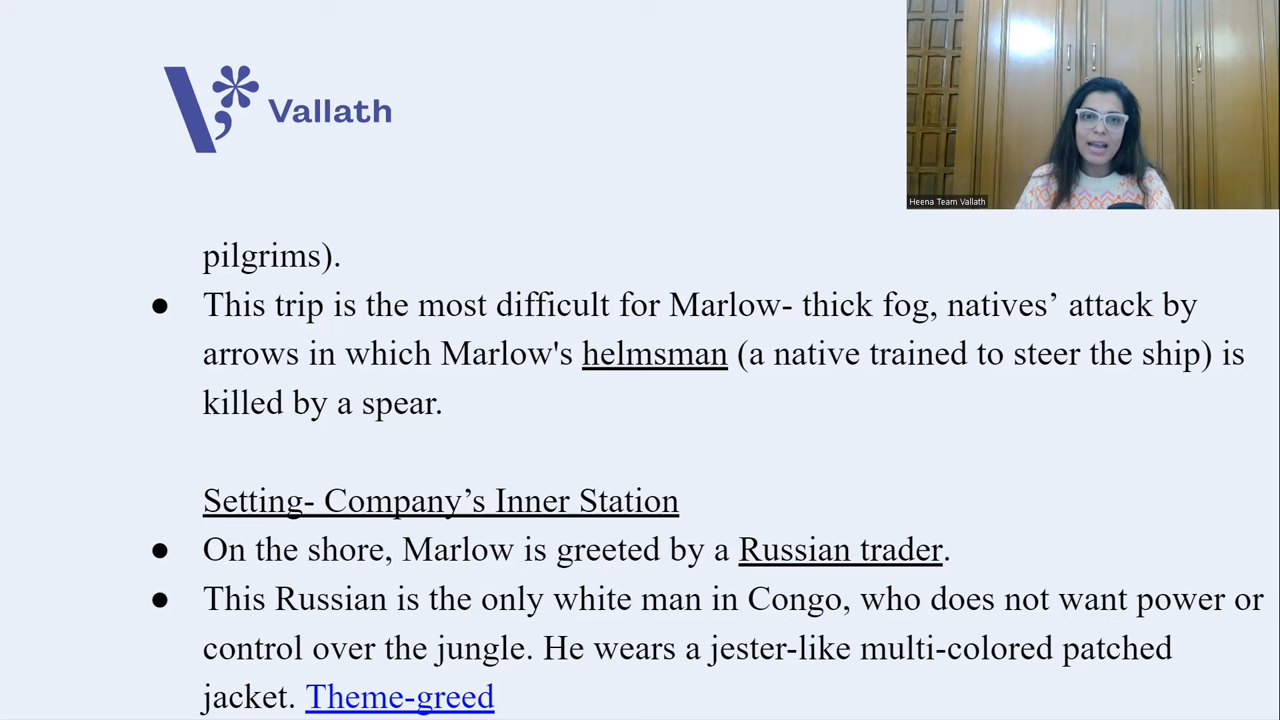 Vallath
Heena Team Vallath
pilgrims).
● This trip is the most difficult for Marlow- thick fog, natives’ attack by
arrows in which Marlow's helmsman (a native trained to steer the ship) is
killed by a spear.
Setting- Company’s Inner Station
● On the shore, Marlow is greeted by a Russian trader.
● This Russian is the only white man in Congo, who does not want power or
control over the jungle. He wears a jester-like multi-colored patched
jacket. Theme-greed